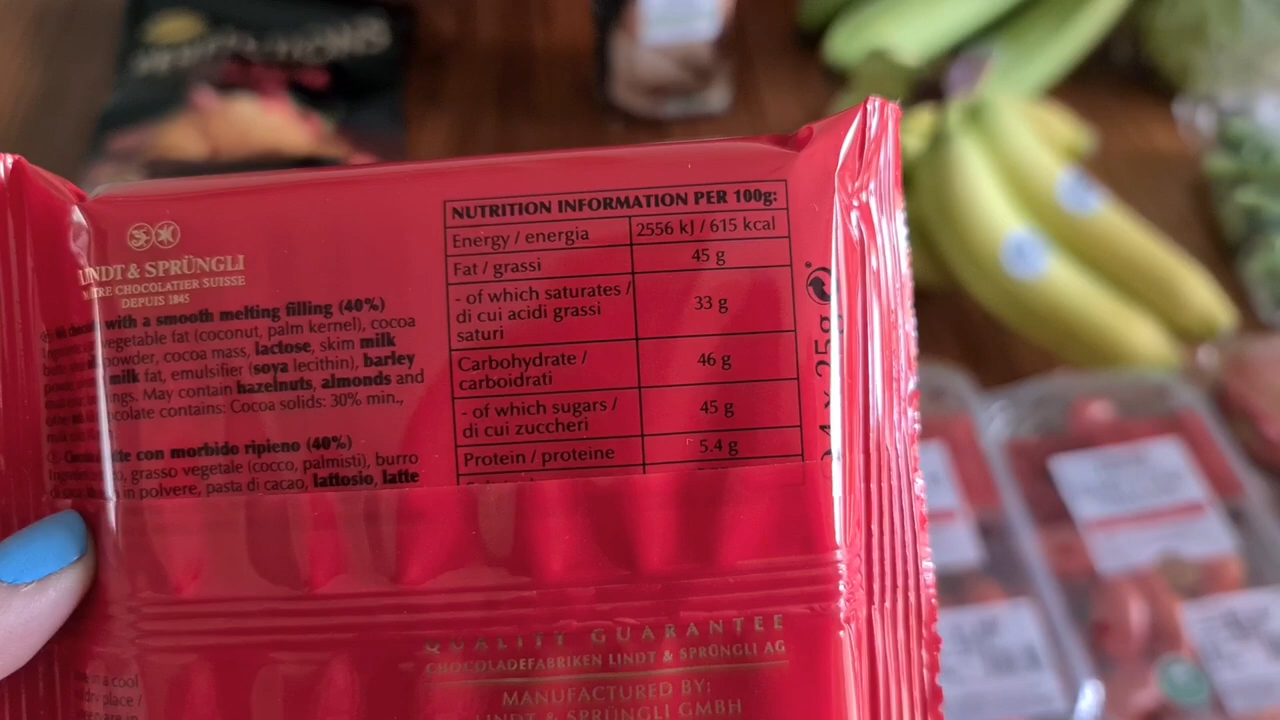 LINDT & SPRÜNGLI
MAÎTRE CHOCOLATIER SUISSE
DEPUIS 1845
with a smooth melting filling (40%)
vegetable fat (coconut, palm kernel), cocoa
powder, cocoa mass, lactose, skim milk
milk fat, emulsifier (soya lecithin), barley
May contain hazelnuts, almonds and
contains: Cocoa solids: 30% min.,
con morbido ripieno (40%)
grasso vegetale (cocco, palmisti), burro
in polvere, pasta di cacao, lattosio, latte
NUTRITION INFORMATION PER 100g:
Energy / energia 2556 kJ / 615 kcal
Fat / grassi 45 g
- of which saturates /
di cui acidi grassi 33 g
saturi
Carbohydrate / 46 g
carboidrati
- of which sugars / 45 g
di cui zuccheri
Protein / proteine 5.4 g
x 25g
QUALITY GUARANTEE
CHOCOLADEFABRIKEN LINDT & SPRÜNGLI AG
MANUFACTURED BY:
LINDT & SPRÜNGLI GMBH
in a cool
dry place /